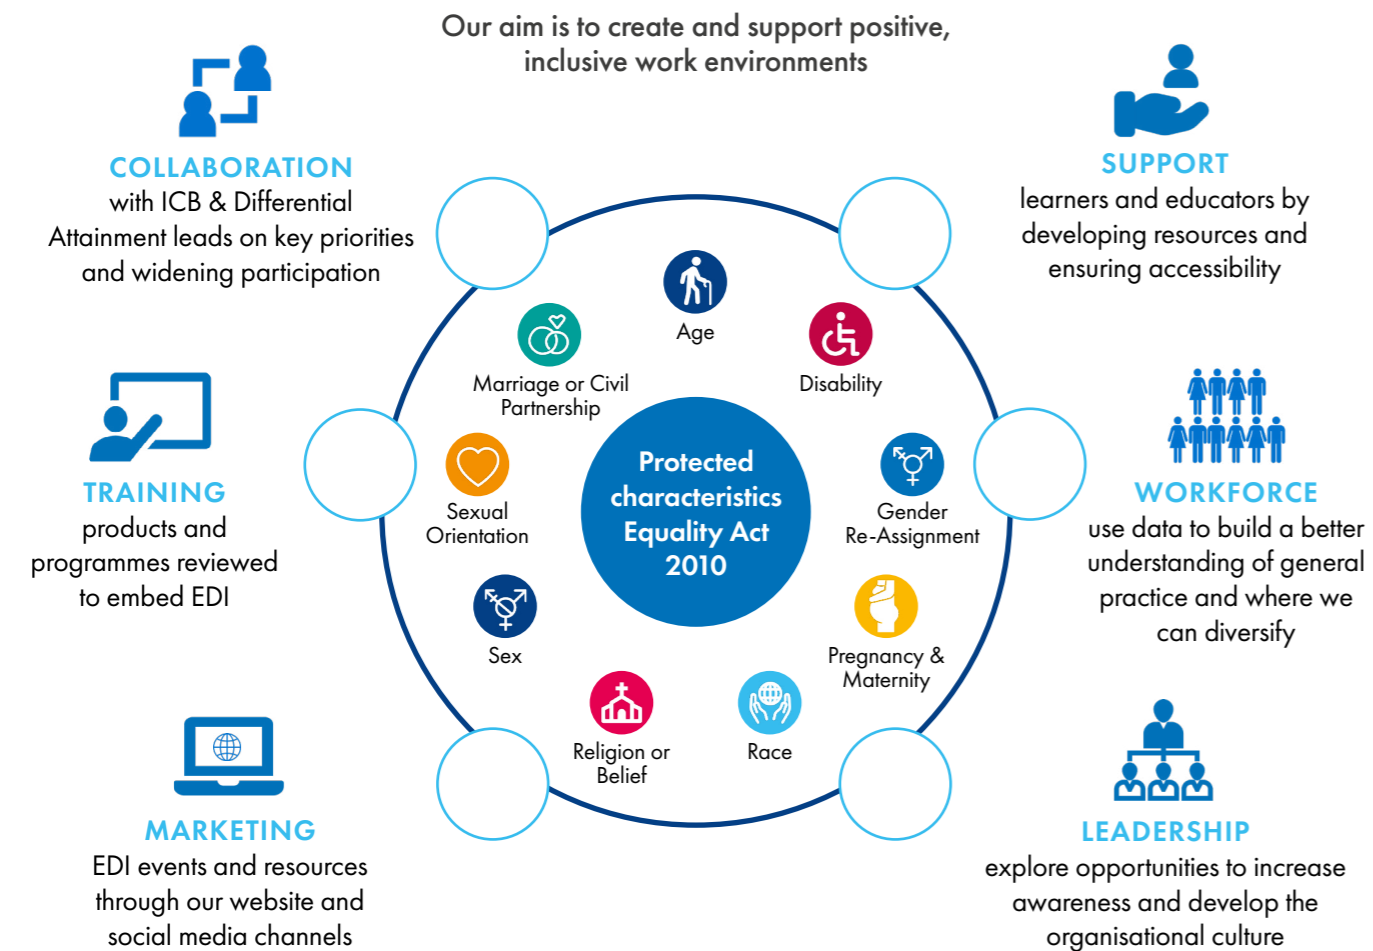 Our aim is to create and support positive,
inclusive work environments
COLLABORATION
with ICB & Differential
Attainment leads on key priorities
and widening participation
SUPPORT
learners and educators by
developing resources and
ensuring accessibility
TRAINING
products and
programmes reviewed
to embed EDI
WORKFORCE
use data to build a better
understanding of general
practice and where we
can diversify
MARKETING
EDI events and resources
through our website and
social media channels
LEADERSHIP
explore opportunities to increase
awareness and develop the
organisational culture
Protected
characteristics
Equality Act
2010
Age
Disability
Gender
Re-Assignment
Pregnancy &
Maternity
Race
Religion or
Belief
Sex
Sexual
Orientation
Marriage or Civil
Partnership